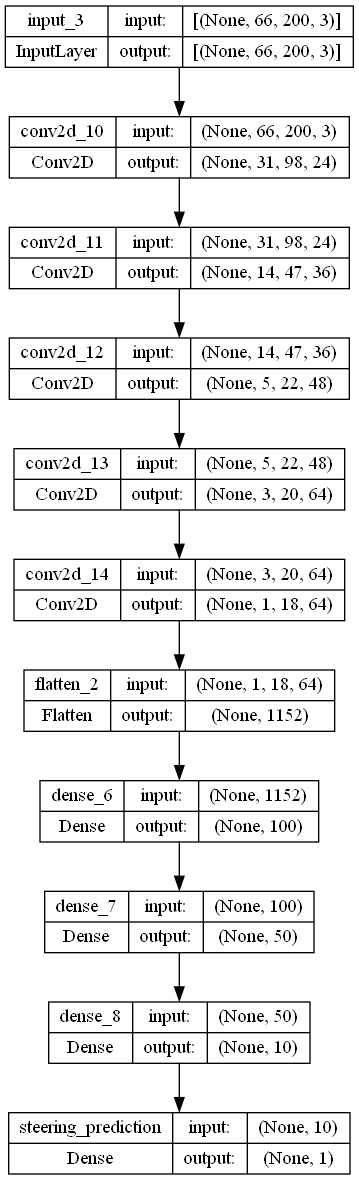 input_3 input: [(None, 66, 200, 3)]
InputLayer output: [(None, 66, 200, 3)]
conv2d_10 input: (None, 66, 200, 3)
Conv2D output: (None, 31, 98, 24)
conv2d_11 input: (None, 31, 98, 24)
Conv2D output: (None, 14, 47, 36)
conv2d_12 input: (None, 14, 47, 36)
Conv2D output: (None, 5, 22, 48)
conv2d_13 input: (None, 5, 22, 48)
Conv2D output: (None, 3, 20, 64)
conv2d_14 input: (None, 3, 20, 64)
Conv2D output: (None, 1, 18, 64)
flatten_2 input: (None, 1, 18, 64)
Flatten output: (None, 1152)
dense_6 input: (None, 1152)
Dense output: (None, 100)
dense_7 input: (None, 100)
Dense output: (None, 50)
dense_8 input: (None, 50)
Dense output: (None, 10)
steering_prediction input: (None, 10)
Dense output: (None, 1)